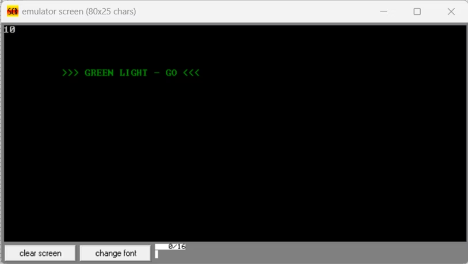 emulator screen (80x25 chars)
10
>>> GREEN LIGHT - GO <<<
clear screen
change font
0/16